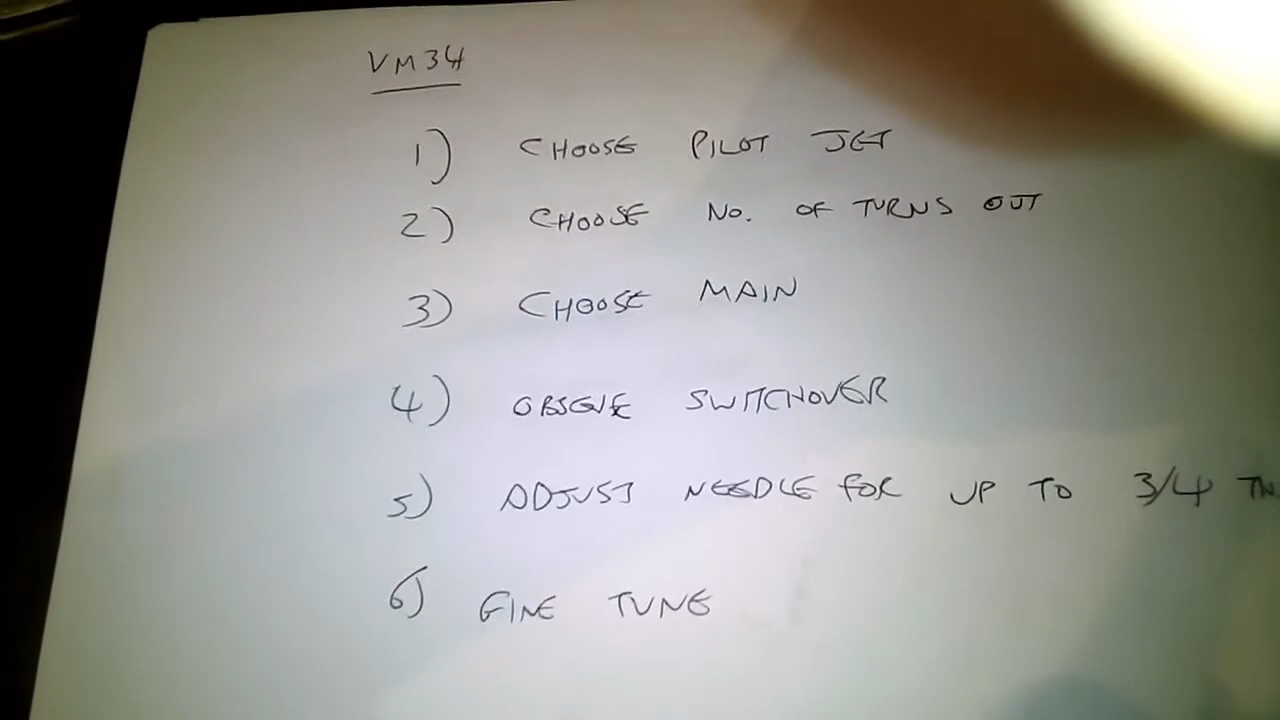 VM34
1) CHOOSE PILOT JET
2) CHOOSE No. OF TURNS OUT
3) CHOOSE MAIN
4) OBSERVE SWITCHOVER
5) ADJUST NEEDLE FOR UP TO 3/4
6) FINE TUNE